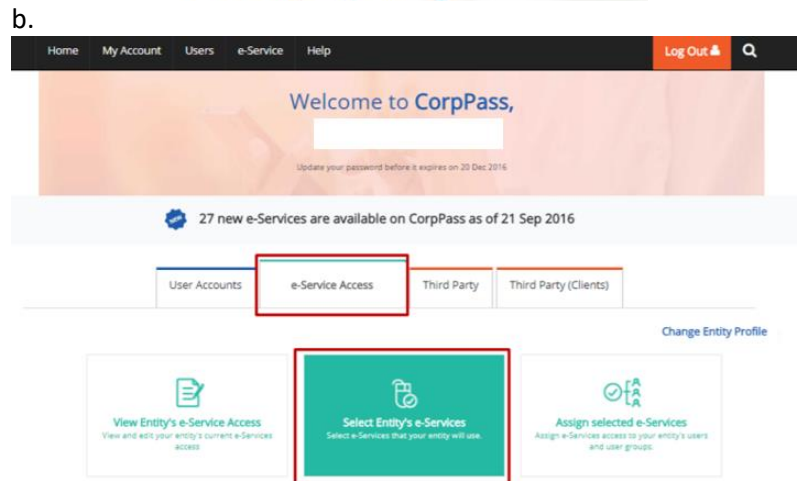 b.
Home My Account Users e-Service Help Log Out
Welcome to CorpPass,
Update your password before it expires on 20 Dec 2016
NEW 27 new e-Services are available on CorpPass as of 21 Sep 2016
User Accounts e-Service Access Third Party Third Party (Clients)
Change Entity Profile
View Entity's e-Service Access
View and edit your entity's current e-Services
access
Select Entity's e-Services
Select e-Services that your entity will use.
Assign selected e-Services
Assign e-Services access to your entity's users
and user groups.